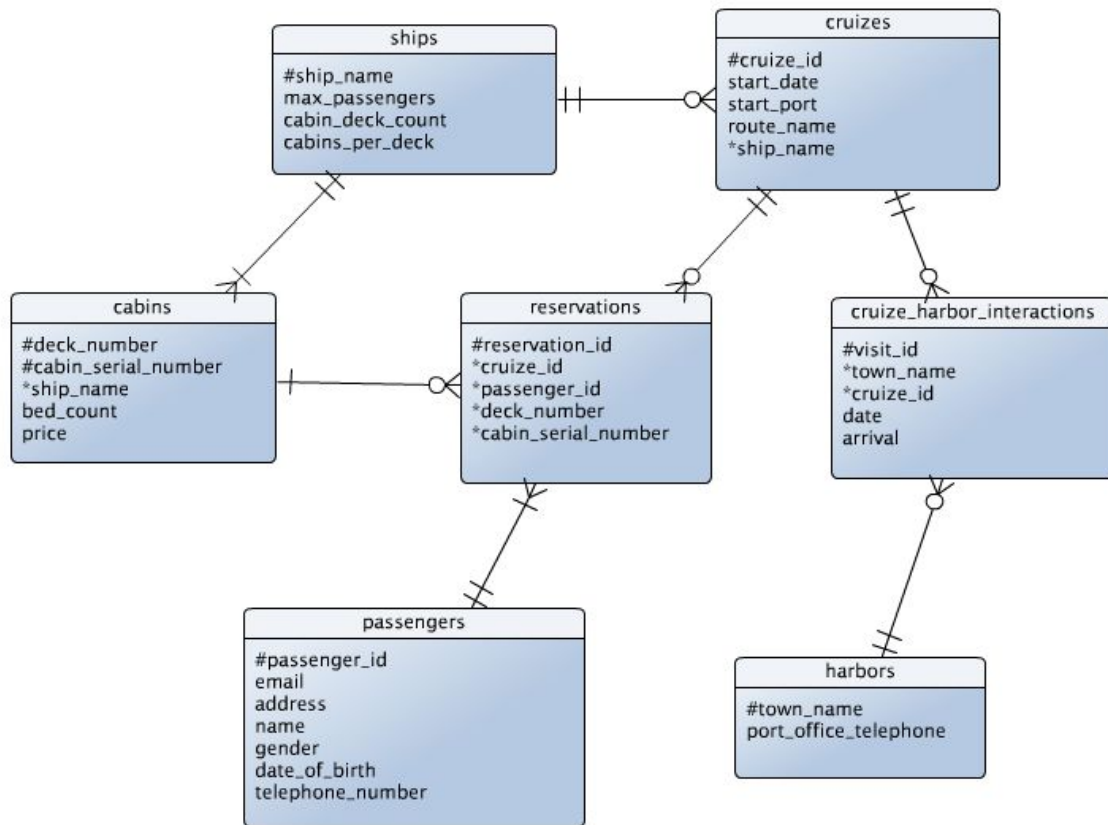 ships
#ship_name
max_passengers
cabin_deck_count
cabins_per_deck
cruizes
#cruize_id
start_date
start_port
route_name
*ship_name
cabins
#deck_number
#cabin_serial_number
*ship_name
bed_count
price
reservations
#reservation_id
*cruize_id
*passenger_id
*deck_number
*cabin_serial_number
cruize_harbor_interactions
#visit_id
*town_name
*cruize_id
date
arrival
passengers
#passenger_id
email
address
name
gender
date_of_birth
telephone_number
harbors
#town_name
port_office_telephone